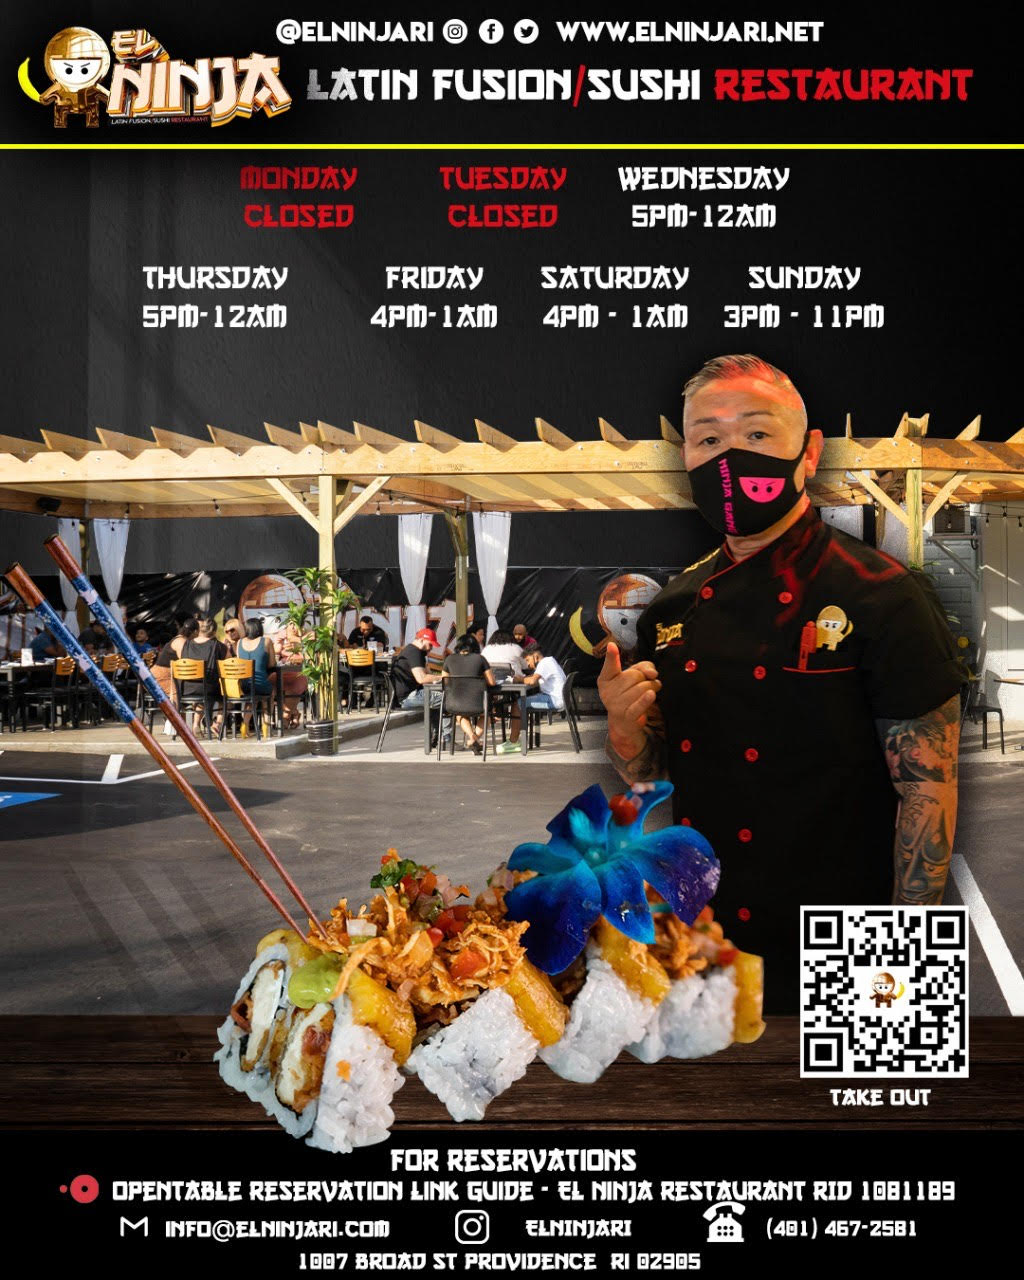 @ELNINJARI WWW.ELNINJARI.NET
EL NINJA
LATIN FUSION/SUSHI RESTAURANT
LATIN FUSION/SUSHI RESTAURANT
MONDAY TUESDAY WEDNESDAY
CLOSED CLOSED 5PM-12AM
THURSDAY FRIDAY SATURDAY SUNDAY
5PM-12AM 4PM-1AM 4PM - 1AM 3PM - 11PM
NINJA
NINJA GANG
TAKE OUT
FOR RESERVATIONS
OPENTABLE RESERVATION LINK GUIDE - EL NINJA RESTAURANT RID 1081189
INFO@ELNINJARI.COM ELNINJARI (401) 467-2581
1007 BROAD ST PROVIDENCE RI 02905